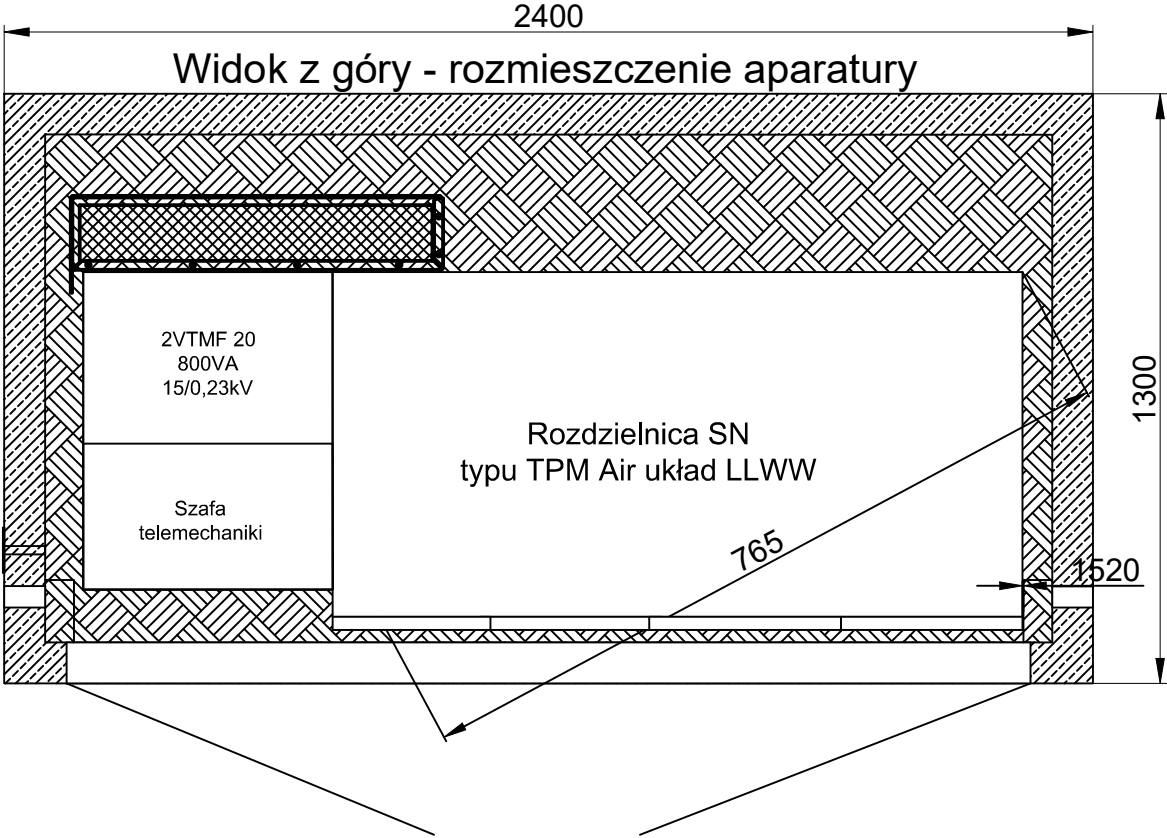 2400
Widok z góry - rozmieszczenie aparatury
2VTMF 20
800VA
15/0,23kV
Rozdzielnica SN
typu TPM Air układ LLWW
Szafa
telemechaniki
765
1520
1300